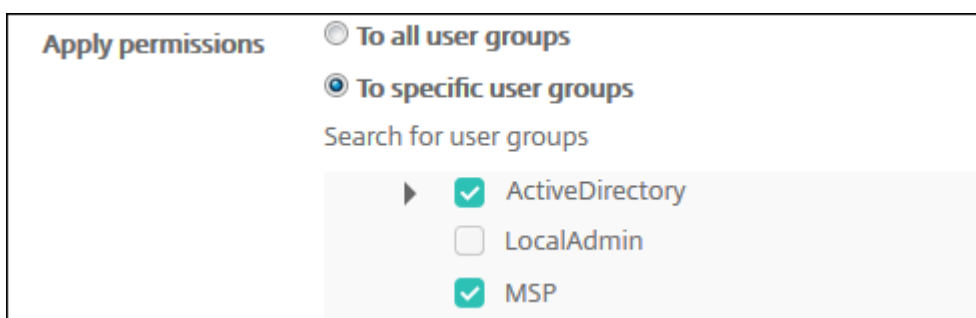 Apply permissions
To all user groups
To specific user groups
Search for user groups
ActiveDirectory
LocalAdmin
MSP